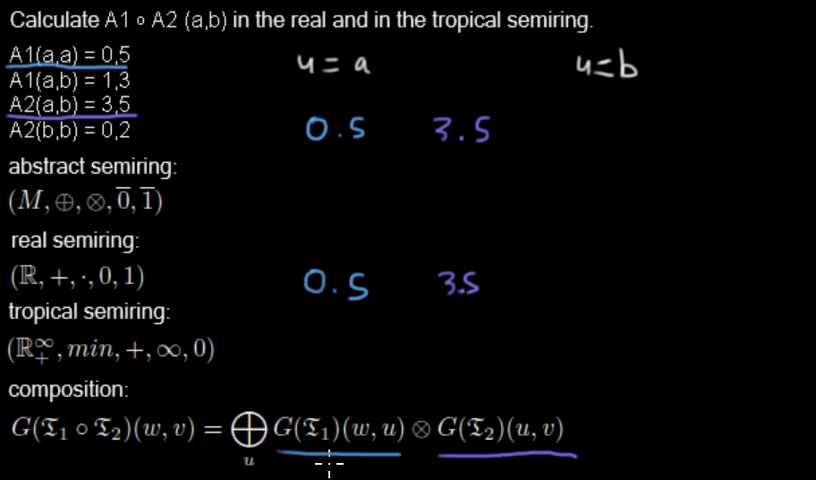 Calculate A1 ∘ A2 (a,b) in the real and in the tropical semiring.
A1(a,a) = 0,5
u = a
u=b
A1(a,b) = 1,3
A2(a,b) = 3,5
0.5 3.5
A2(b,b) = 0,2
abstract semiring:
(M, ⊕, ⊗, 0̅, 1̅)
real semiring:
(ℝ, +, ·, 0, 1)
0.5 3.5
tropical semiring:
(ℝ₊^∞, min, +, ∞, 0)
composition:
G(𝔗₁ ∘ 𝔗₂)(w, v) = ⨁ᵤ G(𝔗₁)(w, u) ⊗ G(𝔗₂)(u, v)